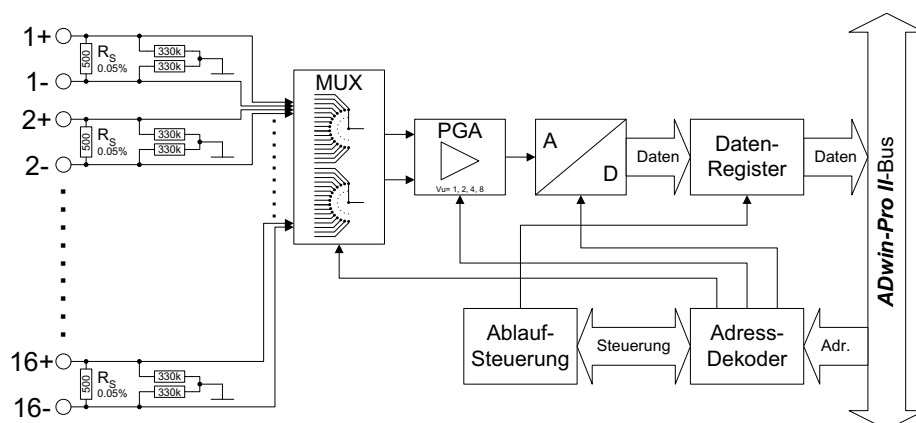 1+
500
R_S
0.05%
330k
330k
1-
2+
500
R_S
0.05%
330k
330k
2-
16+
500
R_S
0.05%
330k
330k
16-
MUX
PGA
Vu= 1, 2, 4, 8
A
D
Daten
Daten-
Register
Daten
Ablauf-
Steuerung
Steuerung
Adress-
Dekoder
Adr.
ADwin-Pro II-Bus